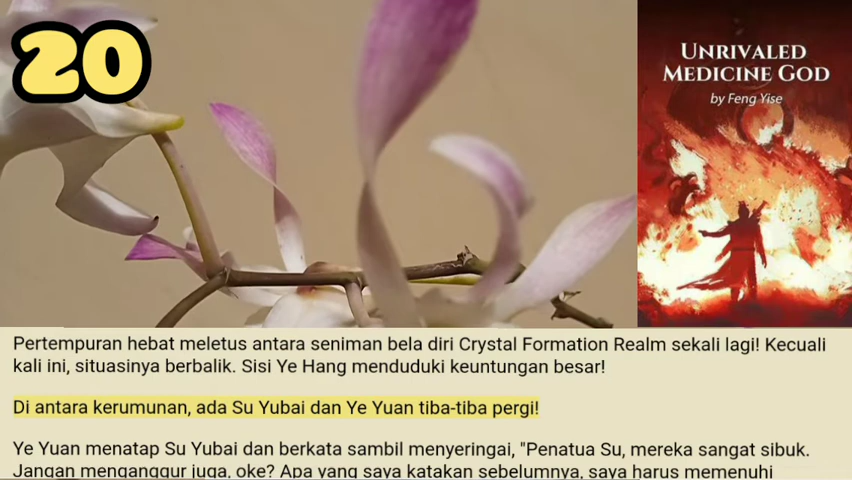 20
UNRIVALED
MEDICINE GOD
by Feng Yise
Pertempuran hebat meletus antara seniman bela diri Crystal Formation Realm sekali lagi! Kecuali
kali ini, situasinya berbalik. Sisi Ye Hang menduduki keuntungan besar!
Di antara kerumunan, ada Su Yubai dan Ye Yuan tiba-tiba pergi!
Ye Yuan menatap Su Yubai dan berkata sambil menyeringai, "Penatua Su, mereka sangat sibuk.
Jangan menganggur juga, oke? Apa yang saya katakan sebelumnya, saya harus memenuhi